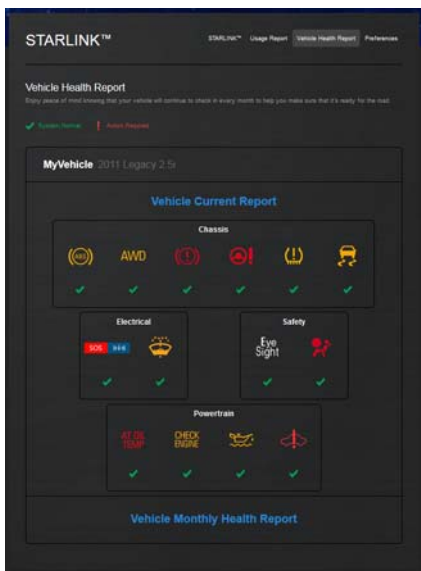 STARLINK™
STARLINK™ Usage Report Vehicle Health Report Preferences
Vehicle Health Report
Enjoy peace of mind knowing that your vehicle will continue to check in every month to help you make sure that it's ready for the road.
System Normal Action Required
MyVehicle 2011 Legacy 2.5i
Vehicle Current Report
Chassis
ABS AWD
Electrical Safety
SOS Eye
Sight
Powertrain
AT OIL CHECK
TEMP ENGINE
Vehicle Monthly Health Report